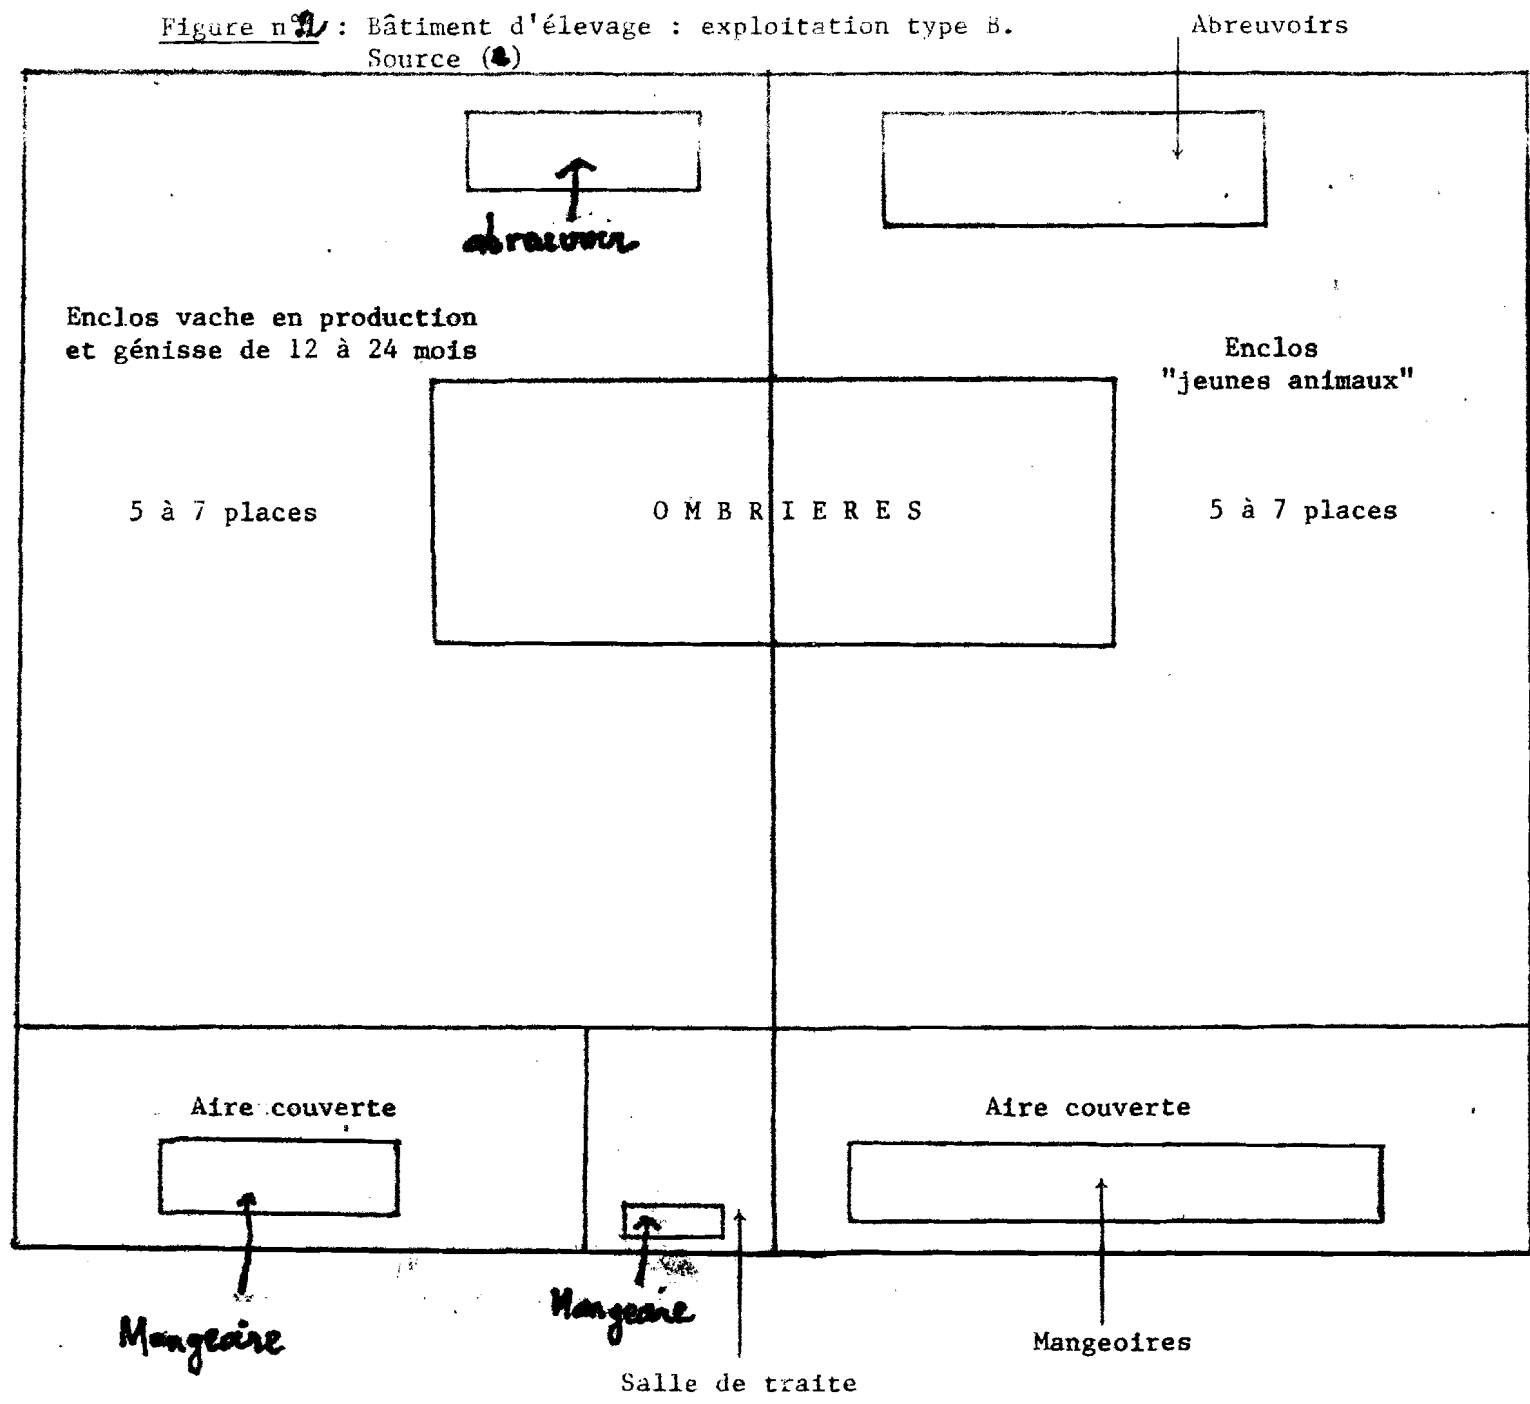 Figure n° : Bâtiment d'élevage : exploitation type B.
Source ( )
Abreuvoirs
abreuvoir
Enclos vache en production
et génisse de 12 à 24 mois
Enclos
"jeunes animaux"
5 à 7 places
O M B R I E R E S
5 à 7 places
Aire couverte
Aire couverte
Mangeoire
Mangeoire
Mangeoires
Salle de traite